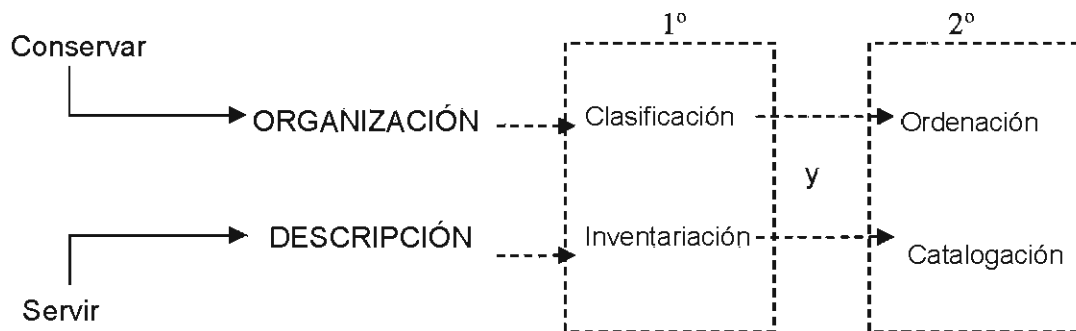 1º 2º
Conservar
ORGANIZACIÓN Clasificación Ordenación
y
DESCRIPCIÓN Inventariación Catalogación
Servir